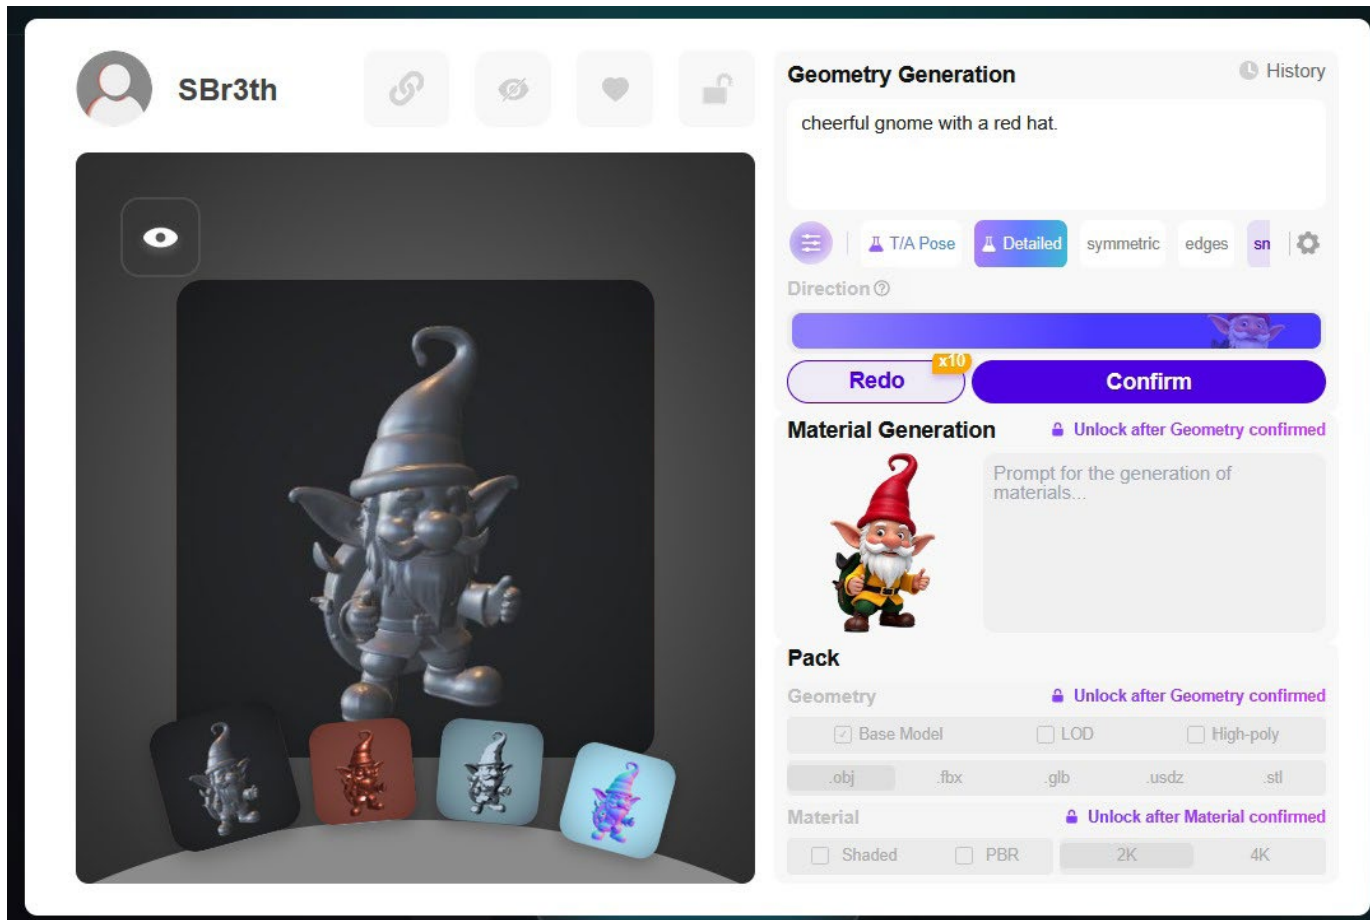 SBr3th
Geometry Generation
History
cheerful gnome with a red hat.
T/A Pose
Detailed
symmetric
edges
Direction
x10
Redo
Confirm
Material Generation
Unlock after Geometry confirmed
Prompt for the generation of
materials...
Pack
Geometry
Unlock after Geometry confirmed
Base Model
LOD
High-poly
.obj
.fbx
.glb
.usdz
.stl
Material
Unlock after Material confirmed
Shaded
PBR
2K
4K